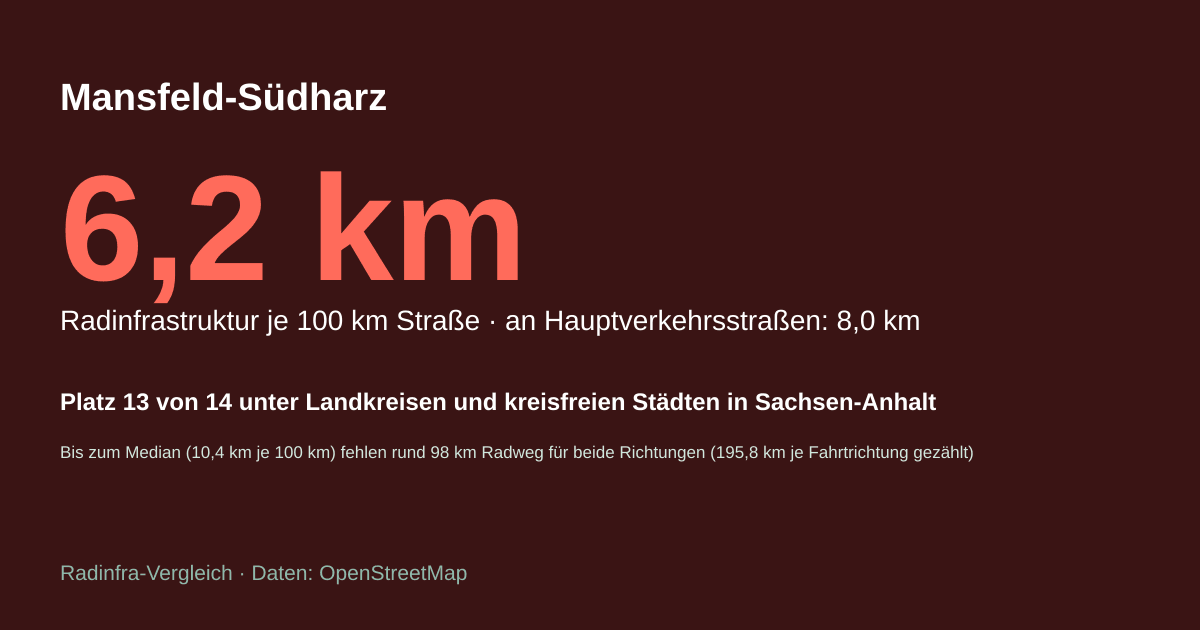 Mansfeld-Südharz
6,2 km
Radinfrastruktur je 100 km Straße · an Hauptverkehrsstraßen: 8,0 km
Platz 13 von 14 unter Landkreisen und kreisfreien Städten in Sachsen-Anhalt
Bis zum Median (10,4 km je 100 km) fehlen rund 98 km Radweg für beide Richtungen (195,8 km je Fahrtrichtung gezählt)
Radinfra-Vergleich · Daten: OpenStreetMap